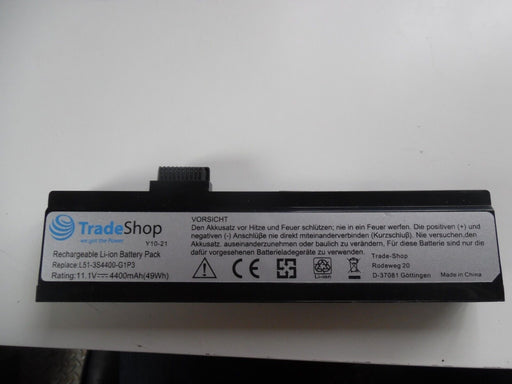 TradeShop
we got the Power
Y10-21
Rechargeable Li-ion Battery Pack
Replace:L51-3S4400-G1P3
Rating:11.1V⎓4400mAh(49Wh)
VORSICHT
Den Akkusatz vor Hitze und Feuer schützen; nie in ein Feuer werfen. Die positiven (+) und
negativen (-) Anschlüße nie direkt miteinanderverbinden (Kurzschluß). Nie versuchen,den
Akkusatz. auseinanderzunehmen oder baulich zu verändern. Für diese Batterie sind nur die
dafür vorgesehenen Batterieladegeräte zu verwenden.
Li-ion
Trade-Shop
Rodeweg 20
D-37081 Göttingen
Made in China